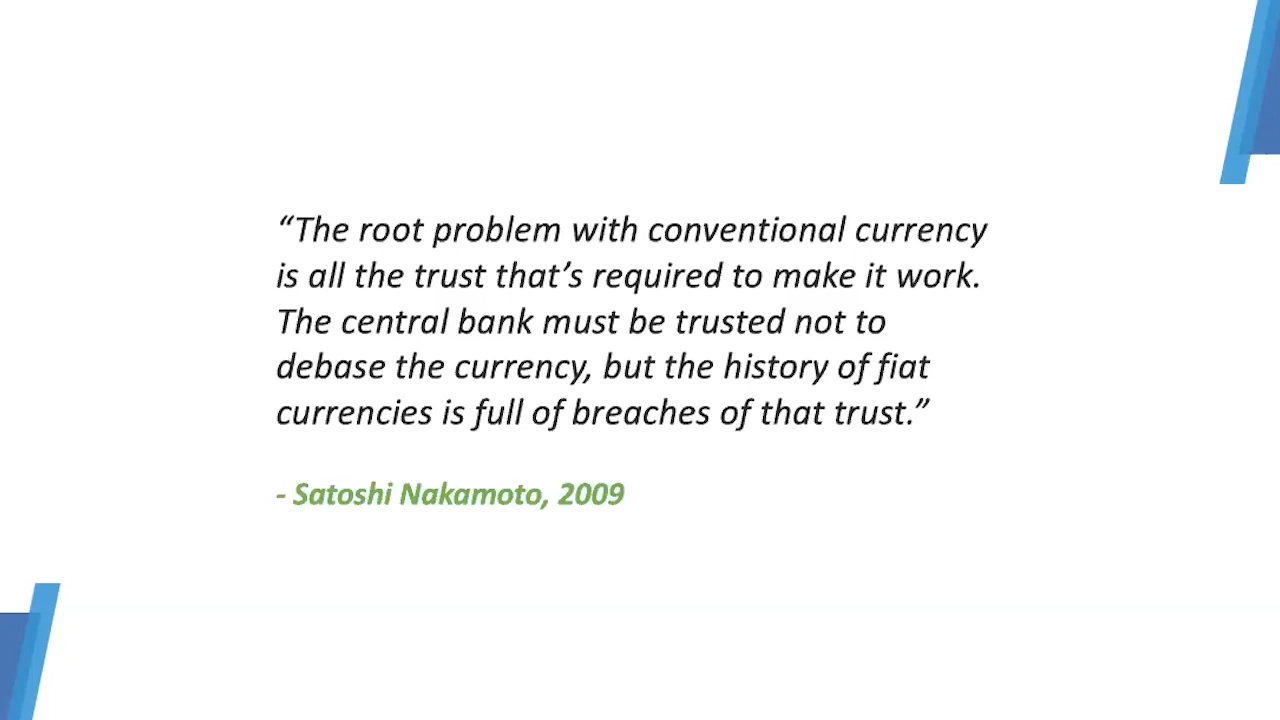 “The root problem with conventional currency
is all the trust that’s required to make it work.
The central bank must be trusted not to
debase the currency, but the history of fiat
currencies is full of breaches of that trust.”
- Satoshi Nakamoto, 2009